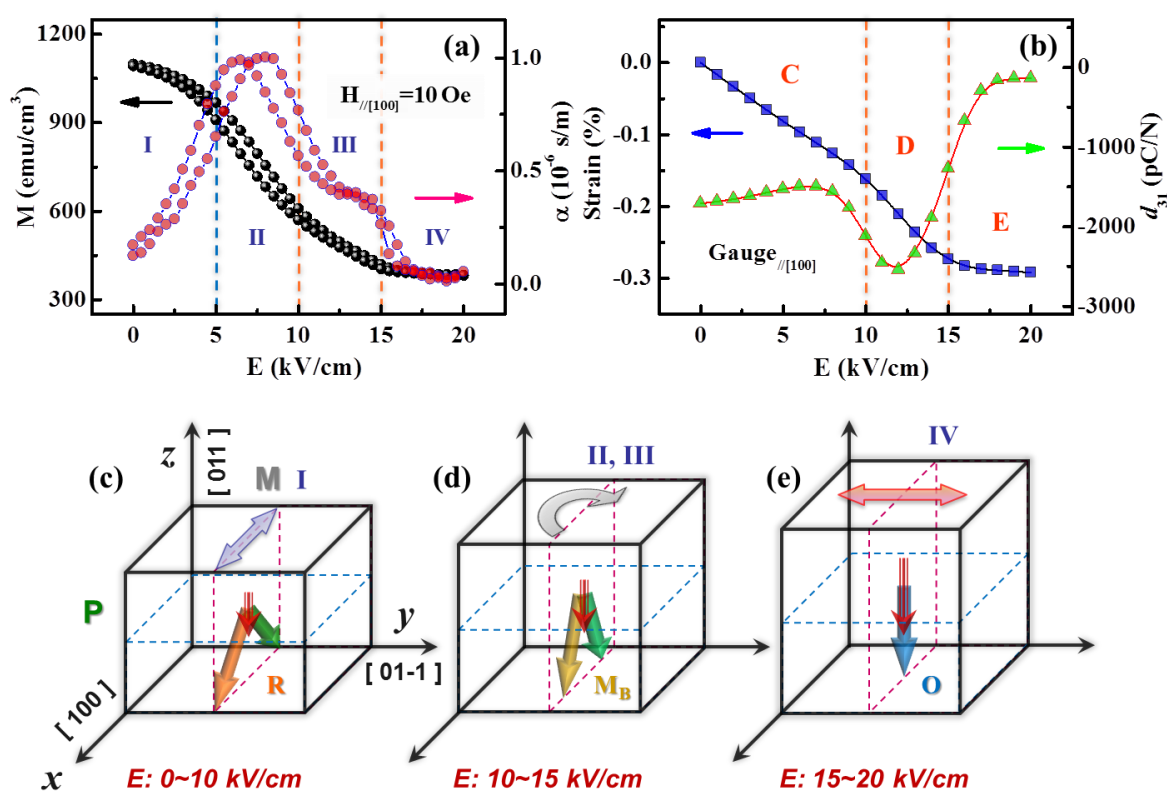 (a)
H//[100]=10 Oe
I
II
III
IV
M (emu/cm³)
1200
900
600
300
0 5 10 15 20
E (kV/cm)
1.0
0.5
0.0
α (10⁻⁶ s/m)
(b)
C
D
E
Gauge//[100]
Strain (%)
0.0
-0.1
-0.2
-0.3
0 5 10 15 20
E (kV/cm)
0
-1000
-2000
-3000
d31 (pC/N)
(c)
z
[ 011 ]
M
I
P
R
y
[ 01-1 ]
[ 100 ]
x
E: 0~10 kV/cm
(d)
II, III
MB
E: 10~15 kV/cm
(e)
IV
O
E: 15~20 kV/cm